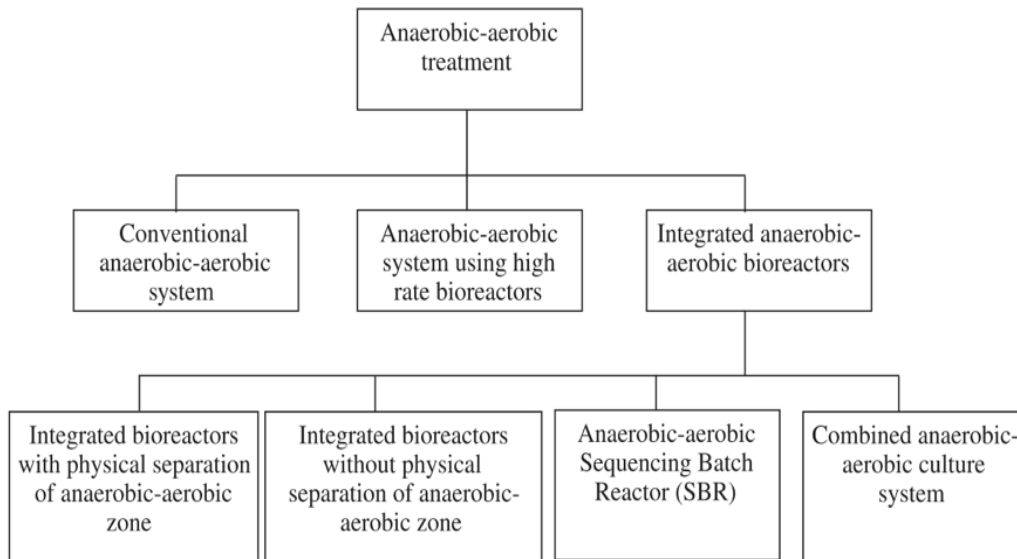 Anaerobic-aerobic
treatment
Conventional
anaerobic-aerobic
system
Anaerobic-aerobic
system using high
rate bioreactors
Integrated anaerobic-
aerobic bioreactors
Integrated bioreactors
with physical separation
of anaerobic-aerobic
zone
Integrated bioreactors
without physical
separation of anaerobic-
aerobic zone
Anaerobic-aerobic
Sequencing Batch
Reactor (SBR)
Combined anaerobic-
aerobic culture
system